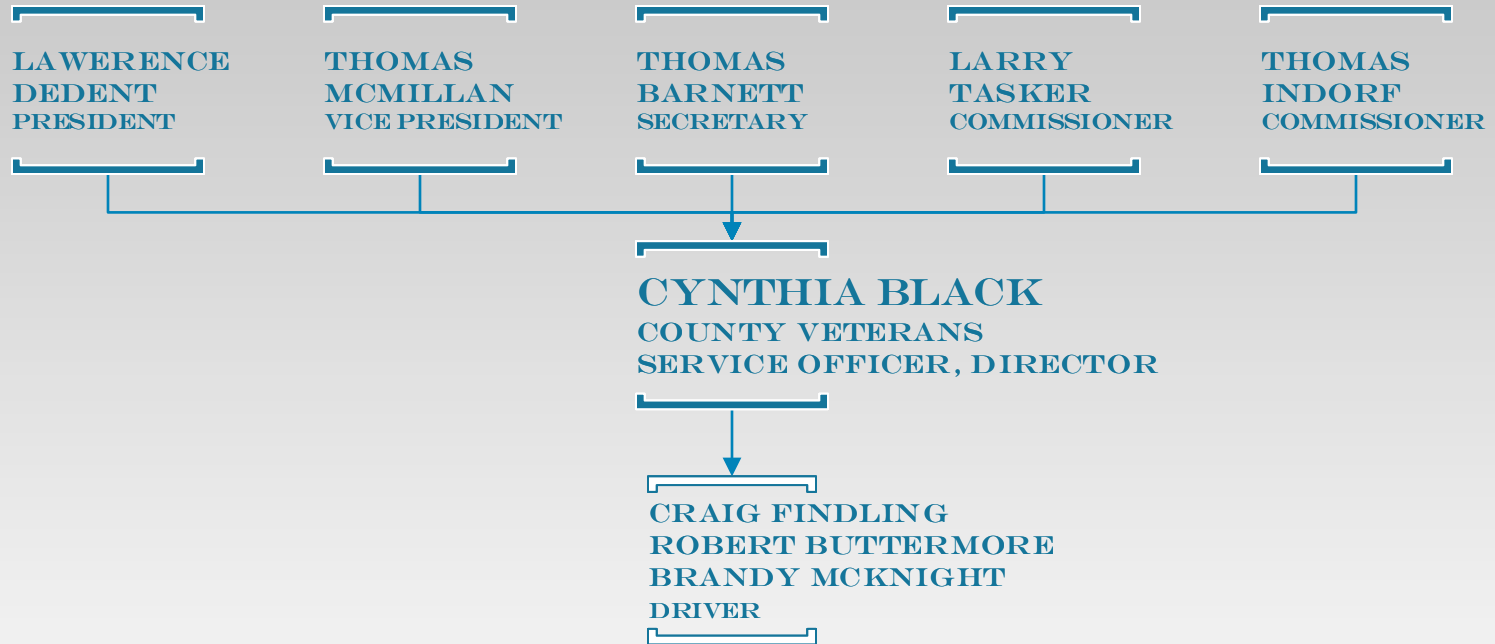 LAWERENCE
DEDENT
PRESIDENT
THOMAS
MCMILLAN
VICE PRESIDENT
THOMAS
BARNETT
SECRETARY
LARRY
TASKER
COMMISSIONER
THOMAS
INDORF
COMMISSIONER
CYNTHIA BLACK
COUNTY VETERANS
SERVICE OFFICER, DIRECTOR
CRAIG FINDLING
ROBERT BUTTERMORE
BRANDY MCKNIGHT
DRIVER